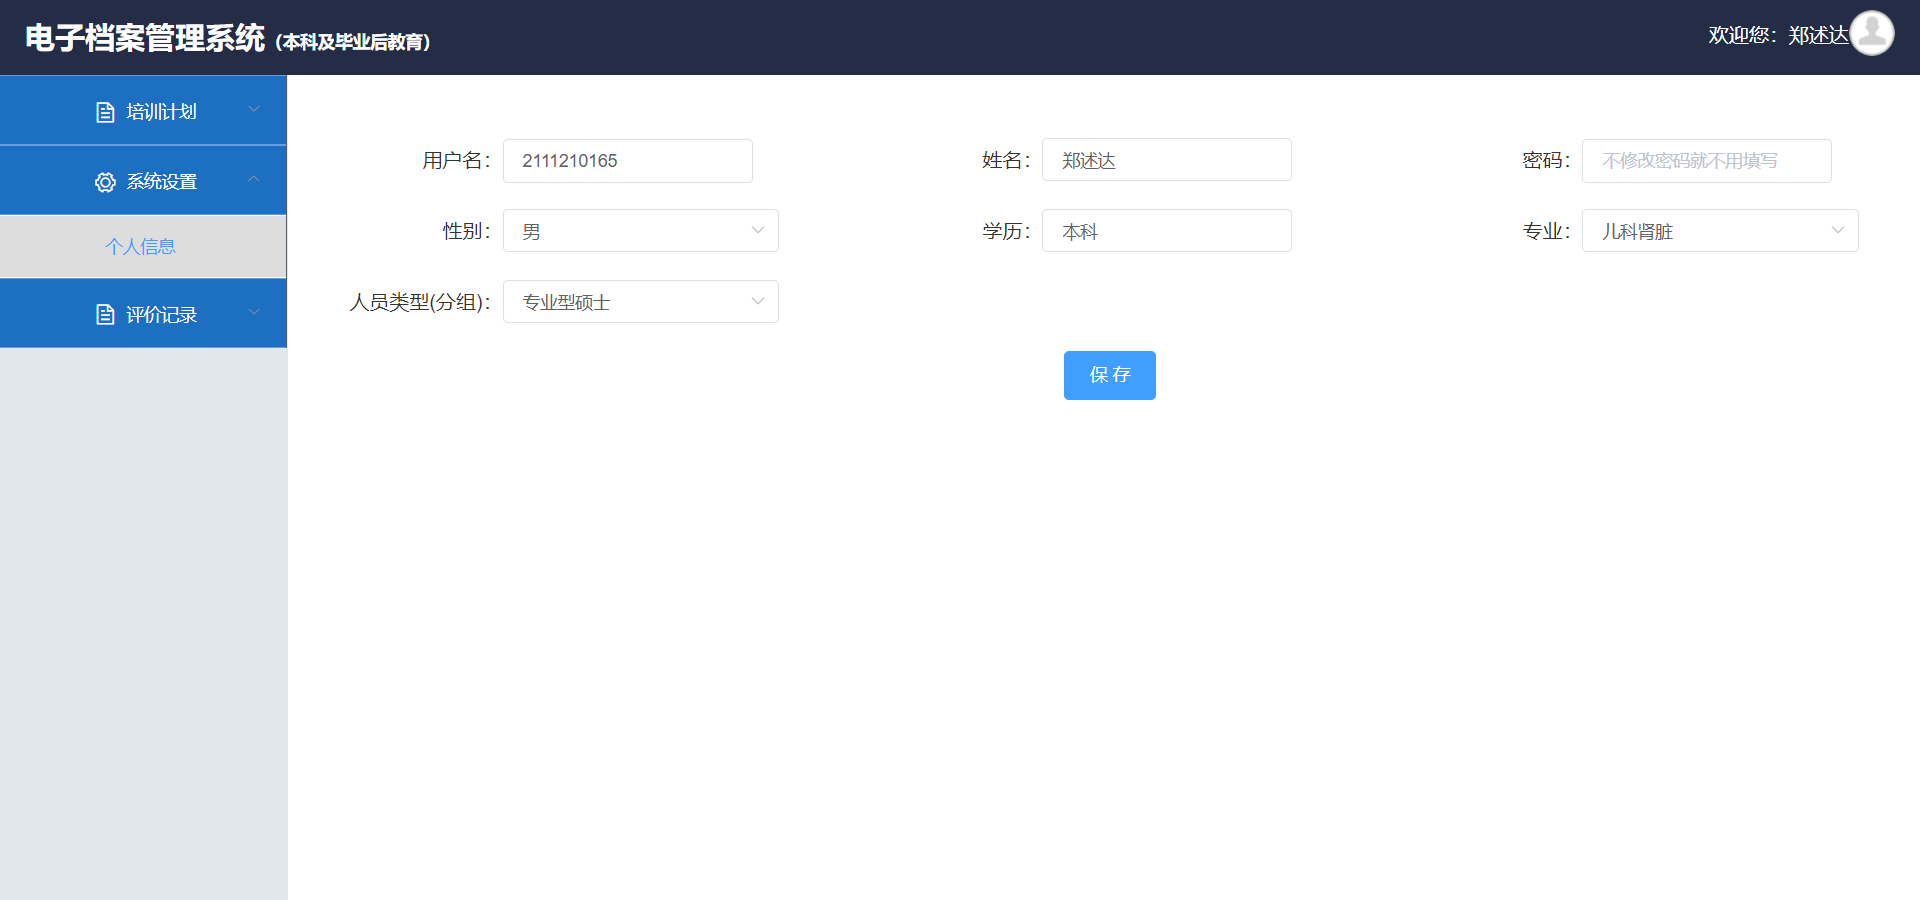 电子档案管理系统（本科及毕业后教育）
欢迎您：郑述达
培训计划
系统设置
个人信息
评价记录
用户名： 2111210165
姓名： 郑述达
密码： 不修改密码就不用填写
性别： 男
学历： 本科
专业： 儿科肾脏
人员类型(分组)： 专业型硕士
保 存